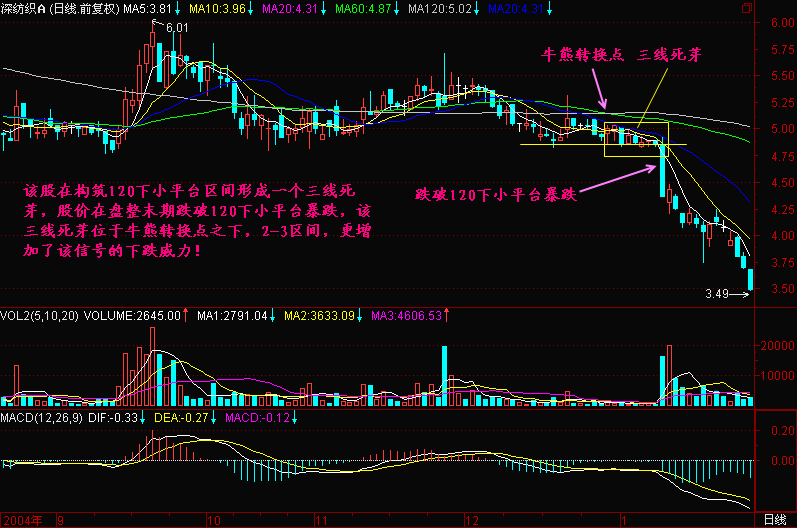 深纺织A(日线.前复权) MA5:3.81↓ MA10:3.96↓ MA20:4.31↓ MA60:4.87↓ MA120:5.02↓ MA20:4.31↓
6.01
6.00
5.75
牛熊转换点 三线死芽
5.50
5.25
5.00
4.75
4.50
4.25
4.00
3.75
3.50
跌破120下小平台暴跌
该股在构筑120下小平台区间形成一个三线死
芽，股价在盘整末期跌破120下小平台暴跌，该
三线死芽位于牛熊转换点之下，2-3区间，更增
加了该信号的下跌威力！
3.49
VOL2(5,10,20) VOLUME:2645.00↑ MA1:2791.04↓ MA2:3633.09↓ MA3:4606.53↑
20000
10000
MACD(12,26,9) DIF:-0.33↓ DEA:-0.27↓ MACD:-0.12↓
0.20
0.00
2004年 9 10 11 12 1 日线